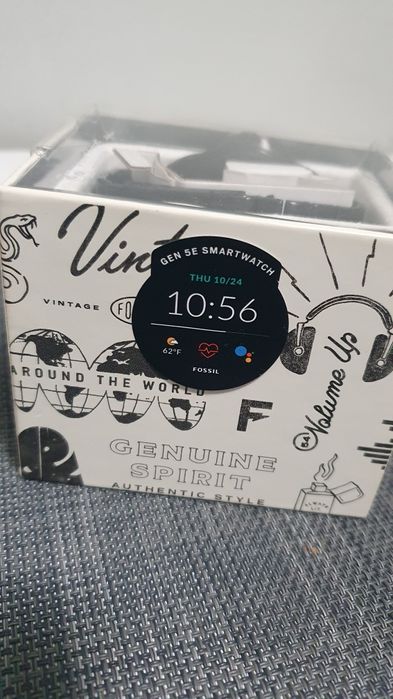 GEN 5E SMARTWATCH
THU 10/24
10:56
62°F
FOSSIL
VINTAGE
AROUND THE WORLD
F
Volume Up
54
GENUINE
SPIRIT
AUTHENTIC STYLE